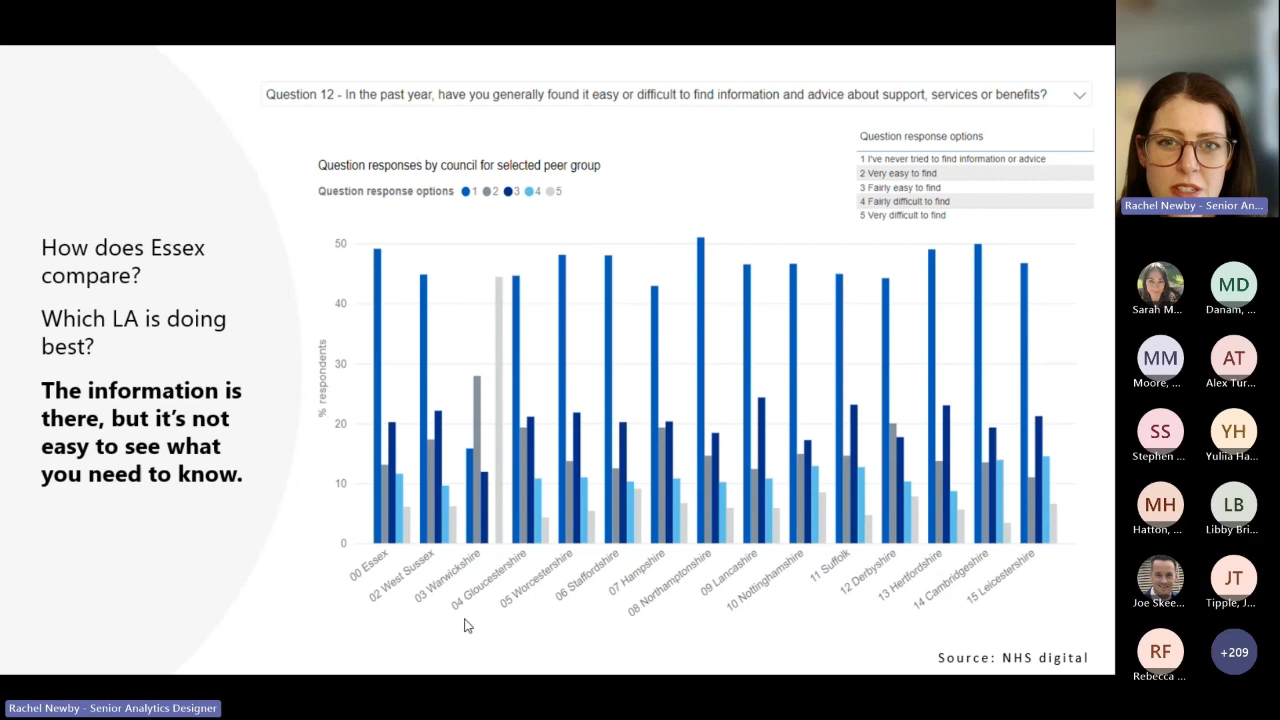 Question 12 - In the past year, have you generally found it easy or difficult to find information and advice about support, services or benefits?
Question response options
1 I've never tried to find information or advice
2 Very easy to find
3 Fairly easy to find
4 Fairly difficult to find
5 Very difficult to find
Question responses by council for selected peer group
Question response options 1 2 3 4 5
How does Essex
compare?
Which LA is doing
best?
The information is
there, but it's not
easy to see what
you need to know.
% respondents
50
40
30
20
10
0
00 Essex
02 West Sussex
03 Warwickshire
04 Glostershire
05 Worcestershire
06 Staffordshire
07 Hampshire
08 Northamptonshire
09 Lancashire
10 Nottinghamshire
11 Suffolk
12 Derbyshire
13 Hertfordshire
14 Cambridgeshire
15 Leicestershire
Source: NHS digital
Rachel Newby - Senior An...
Sarah M...
MD
Danam, ...
MM
Moore, ...
AT
Alex Tur...
SS
Stephen ...
YH
Yuliia Ha...
MH
Hatton, ...
LB
Libby Bri...
Joe Skee...
JT
Tipple, J...
RF
Rebecca ...
+209
Rachel Newby - Senior Analytics Designer